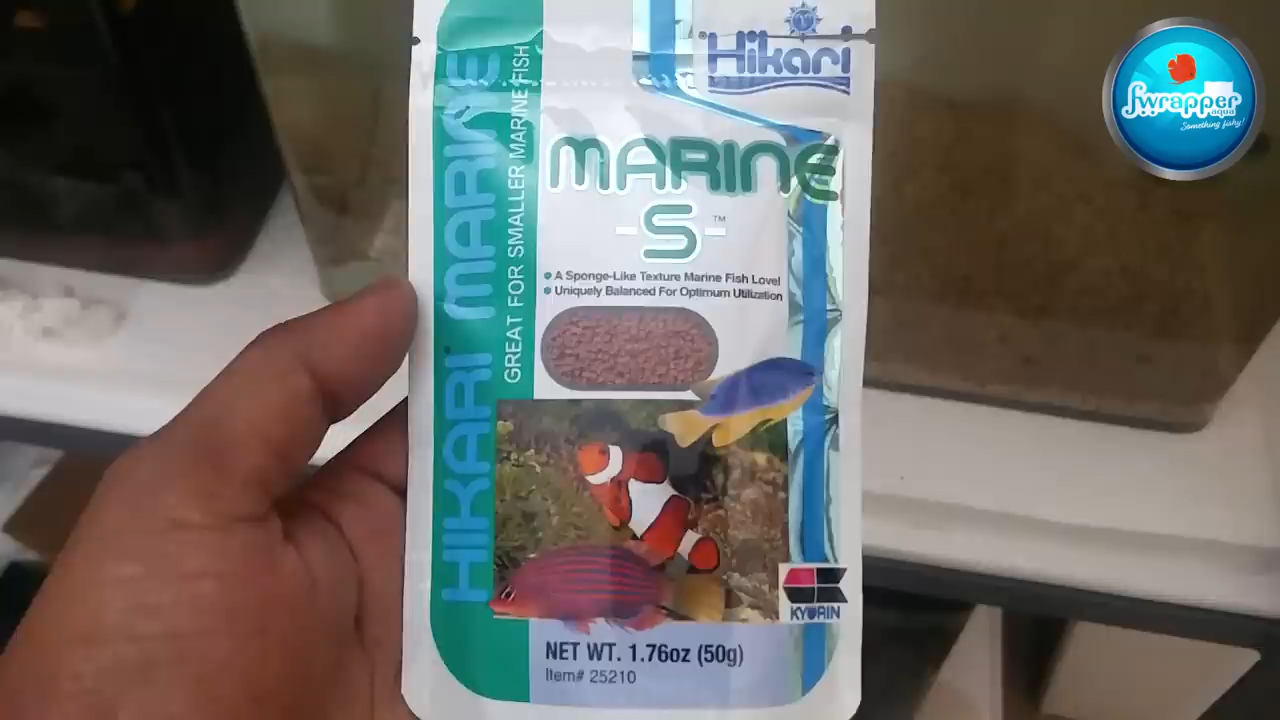 Hikari
HIKARI MARINE
GREAT FOR SMALLER MARINE FISH
MARINE
-S-™
A Sponge-Like Texture Marine Fish Love!
Uniquely Balanced For Optimum Utilization
KYORIN
NET WT. 1.76oz (50g)
Item# 25210
f.wrapper
aqua
Something fishy!